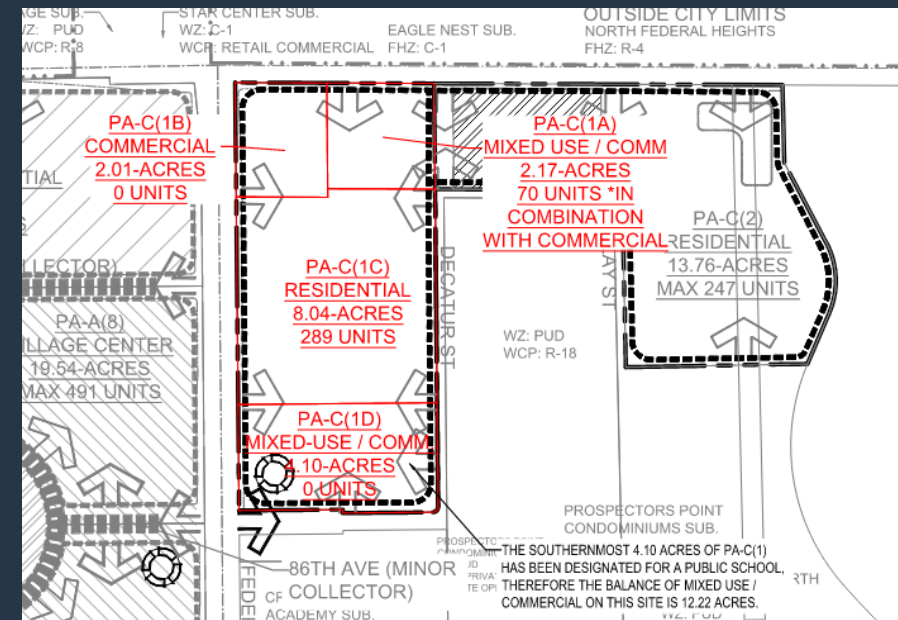 AGE SUB.
WZ: PUD
WCP: R-8
STAR CENTER SUB.
WZ: C-1
WCP: RETAIL COMMERCIAL
EAGLE NEST SUB.
FHZ: C-1
OUTSIDE CITY LIMITS
NORTH FEDERAL HEIGHTS
FHZ: R-4
PA-C(1B)
COMMERCIAL
2.01-ACRES
0 UNITS
PA-C(1A)
MIXED USE / COMM
2.17-ACRES
70 UNITS *IN
COMBINATION
WITH COMMERCIAL
PA-C(2)
RESIDENTIAL
13.76-ACRES
MAX 247 UNITS
TIAL
LLECTOR)
PA-C(1C)
RESIDENTIAL
8.04-ACRES
289 UNITS
DECATUR ST
AY ST
WZ: PUD
WCP: R-18
PA-A(8)
ILLAGE CENTER
19.54-ACRES
MAX 491 UNITS
PA-C(1D)
MIXED-USE / COMM
4.10-ACRES
0 UNITS
PROSPECTORS POINT
CONDOMINIUMS SUB.
THE SOUTHERNMOST 4.10 ACRES OF PA-C(1)
HAS BEEN DESIGNATED FOR A PUBLIC SCHOOL,
THEREFORE THE BALANCE OF MIXED USE /
COMMERCIAL ON THIS SITE IS 12.22 ACRES.
RTH
86TH AVE (MINOR
COLLECTOR)
FEDE
ACADEMY SUB.
WZ: PUD